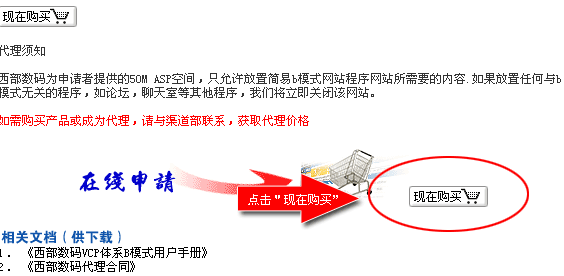 现在购买
代理须知
西部数码为申请者提供的50M ASP空间，只允许放置简易b模式网站程序网站所需要的内容.如果放置任何与b
模式无关的程序，如论坛，聊天室等其他程序，我们将立即关闭该网站。
如需购买产品或成为代理，请与渠道部联系，获取代理价格
在线申請
点击“现在购买”
现在购买
相关文档（供下载）
1. 《西部数码VCP体系B模式用户手册》
2. 《西部数码代理合同》